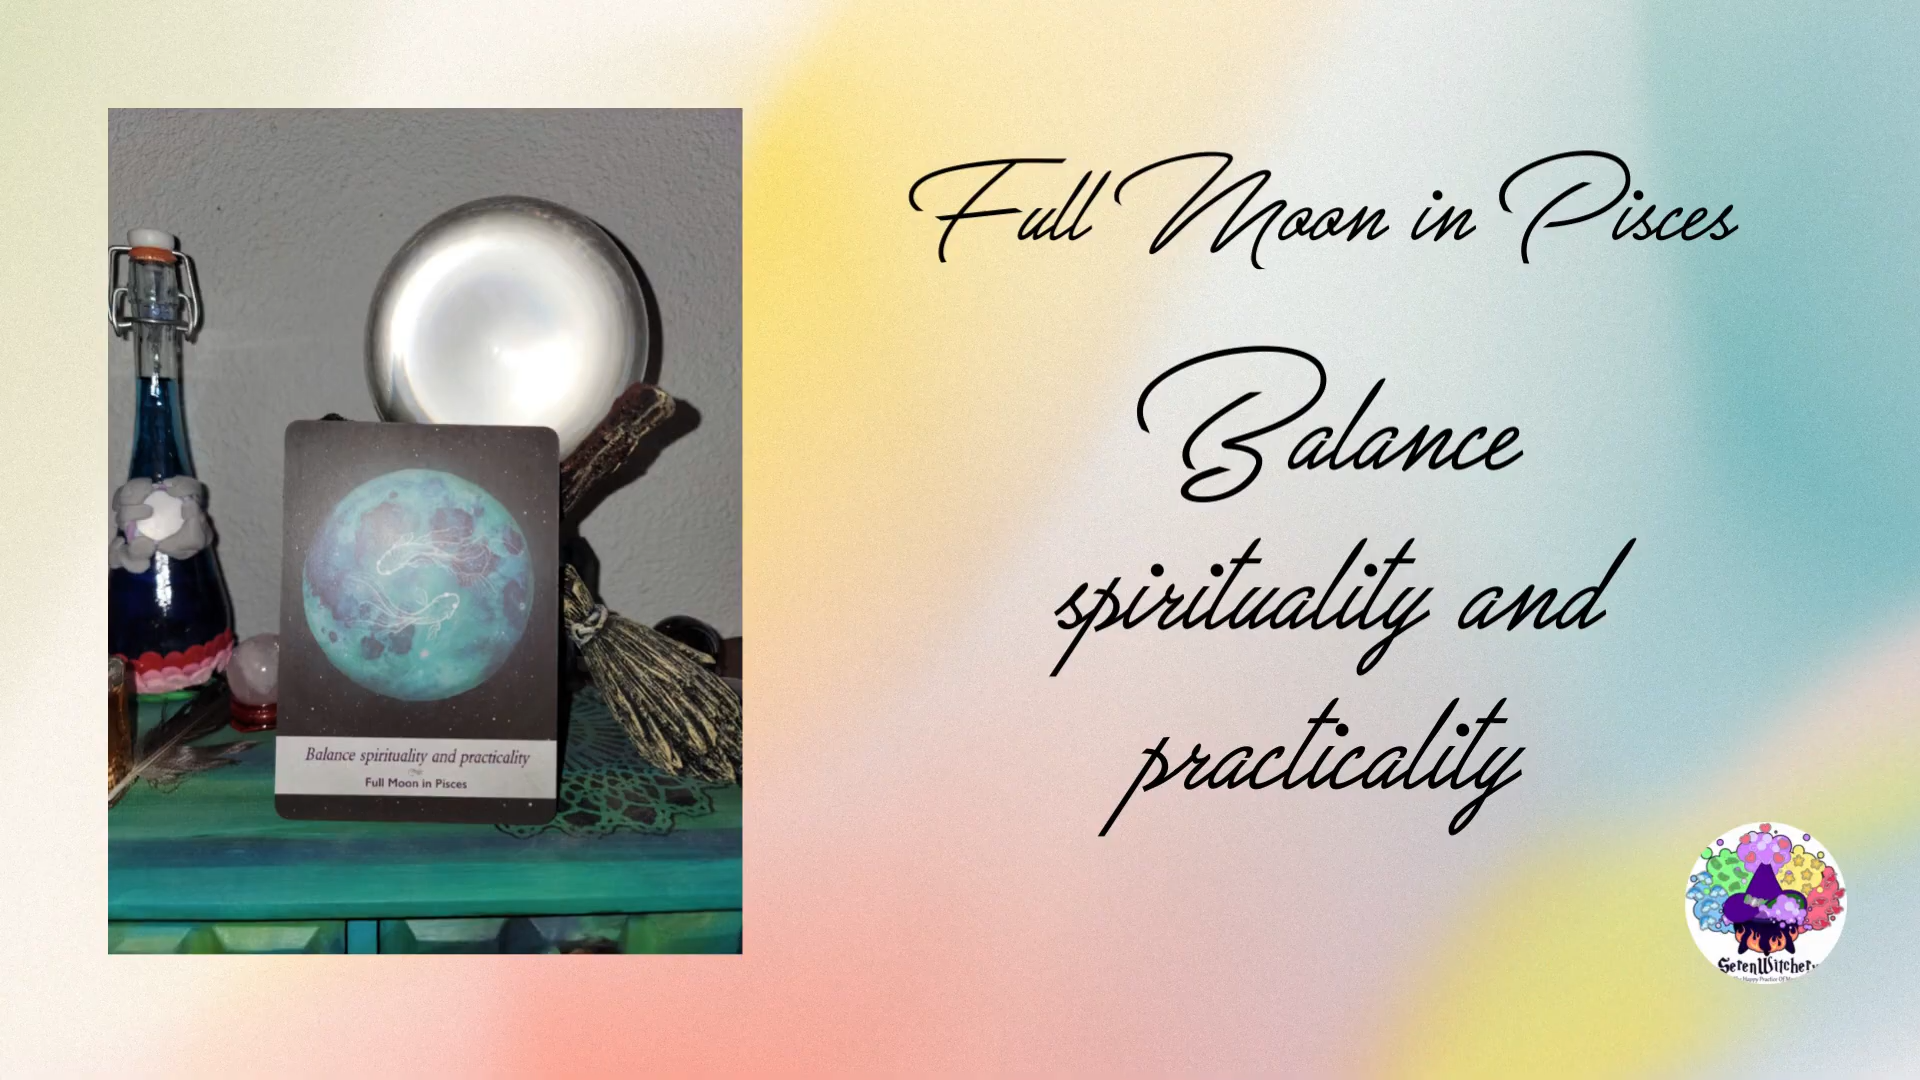 Full Moon in Pisces
Balance
spirituality and
practicality
Balance spirituality and practicality
Full Moon in Pisces
SerenWitchery